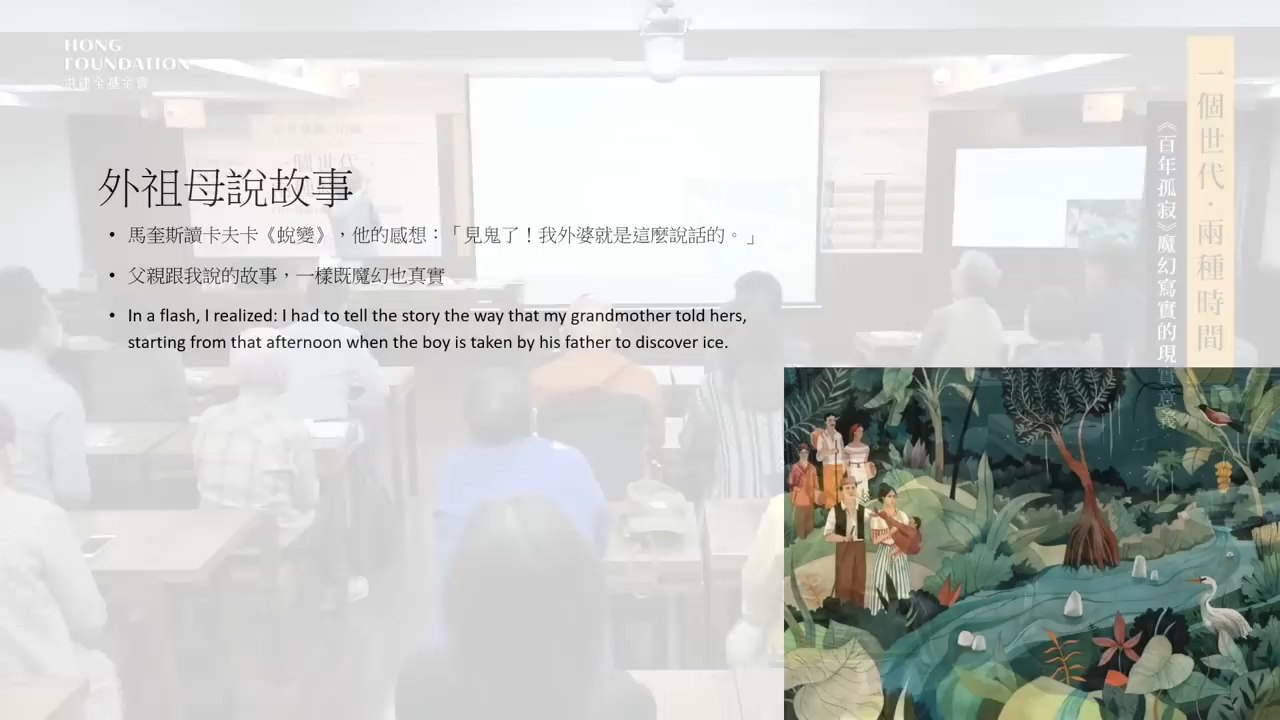 HONG
FOUNDATION
洪建全基金會
一個世代·兩種時間
《百年孤寂》魔幻寫實的現實意
外祖母說故事
• 馬奎斯讀卡夫卡《蛻變》，他的感想：「見鬼了！我外婆就是這麼說話的。」
• 父親跟我說的故事，一樣既魔幻也真實
• In a flash, I realized: I had to tell the story the way that my grandmother told hers,
starting from that afternoon when the boy is taken by his father to discover ice.